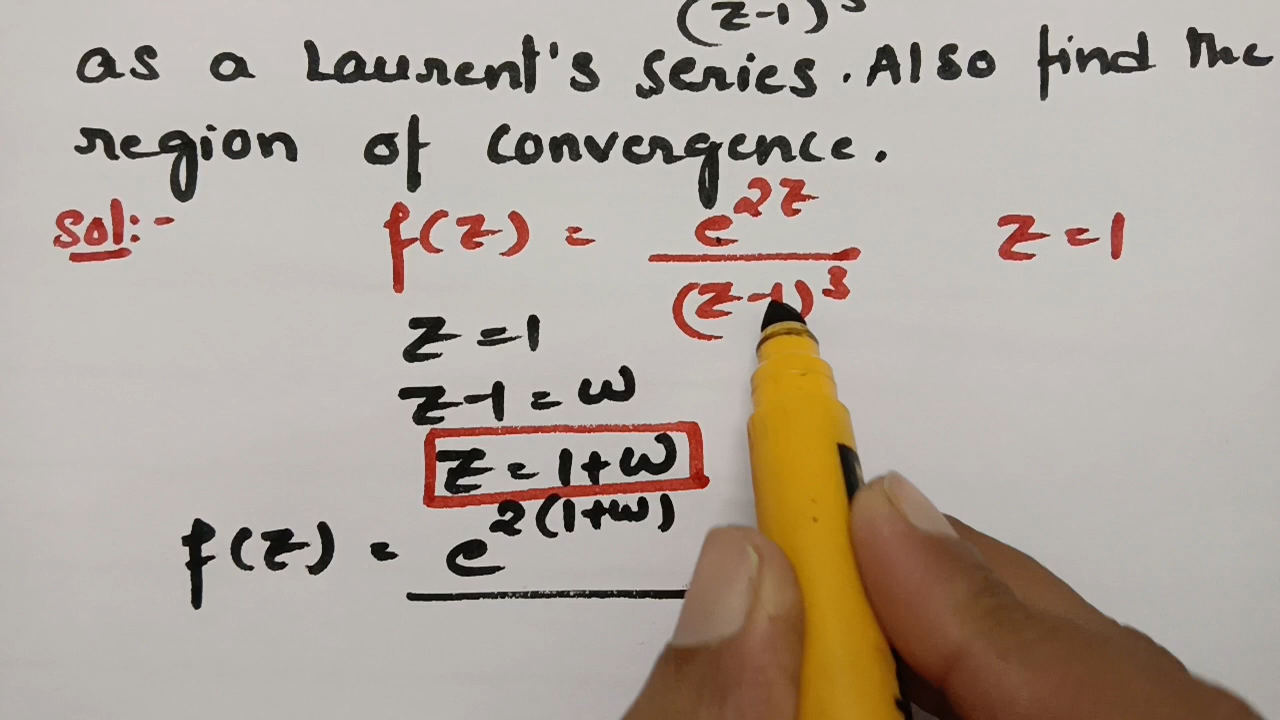 (z-1)³
as a Laurent's series. Also find the
region of convergence.
Sol:- f(z) = e^{2z} / (z-1)³ z=1
z=1
z-1=ω
z=1+ω
f(z) = e^{2(1+ω)}